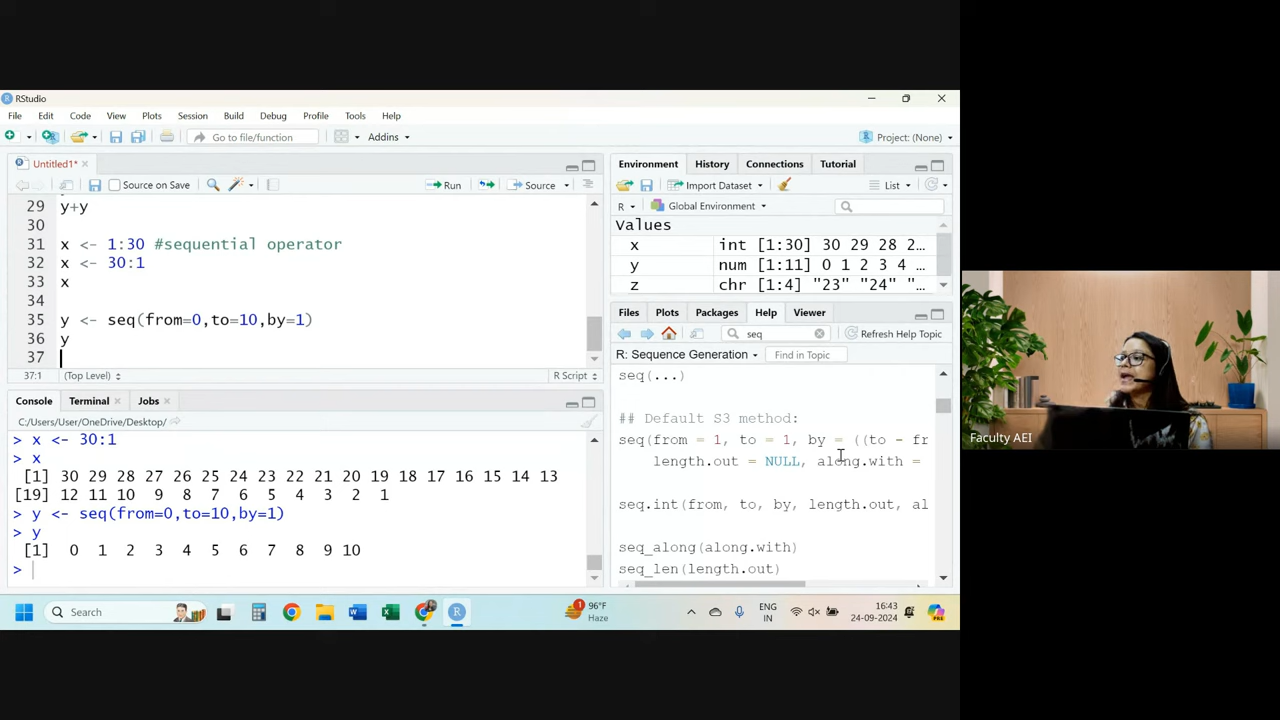 RStudio
File Edit Code View Plots Session Build Debug Profile Tools Help
Go to file/function Addins Project: (None)
Untitled1*
Source on Save Run Source
29 y+y
30
31 x <- 1:30 #sequential operator
32 x <- 30:1
33 x
34
35 y <- seq(from=0,to=10,by=1)
36 y
37
37:1 (Top Level) R Script
Console Terminal Jobs
C:/Users/User/OneDrive/Desktop/
> x <- 30:1
> x
[1] 30 29 28 27 26 25 24 23 22 21 20 19 18 17 16 15 14 13
[19] 12 11 10 9 8 7 6 5 4 3 2 1
> y <- seq(from=0,to=10,by=1)
> y
[1] 0 1 2 3 4 5 6 7 8 9 10
>
Environment History Connections Tutorial
Import Dataset List
R Global Environment
Values
x int [1:30] 30 29 28 2…
y num [1:11] 0 1 2 3 4 …
z chr [1:4] "23" "24" "…
Files Plots Packages Help Viewer
seq Refresh Help Topic
R: Sequence Generation Find in Topic
seq(...)
## Default S3 method:
seq(from = 1, to = 1, by = ((to - fr
length.out = NULL, along.with =
seq.int(from, to, by, length.out, al
seq_along(along.with)
seq_len(length.out)
Faculty AEI
Search
1
96°F
Haze
ENG
IN
16:43
24-09-2024
PRE